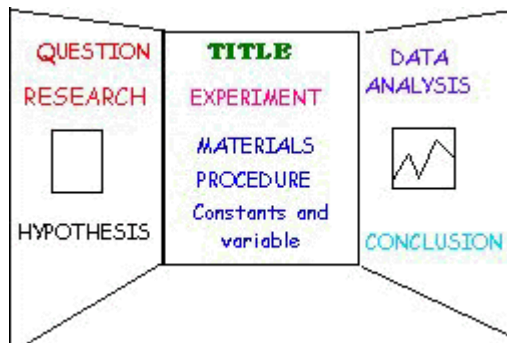 QUESTION
RESEARCH
HYPOTHESIS
TITLE
EXPERIMENT
MATERIALS
PROCEDURE
Constants and
variable
DATA
ANALYSIS
CONCLUSION